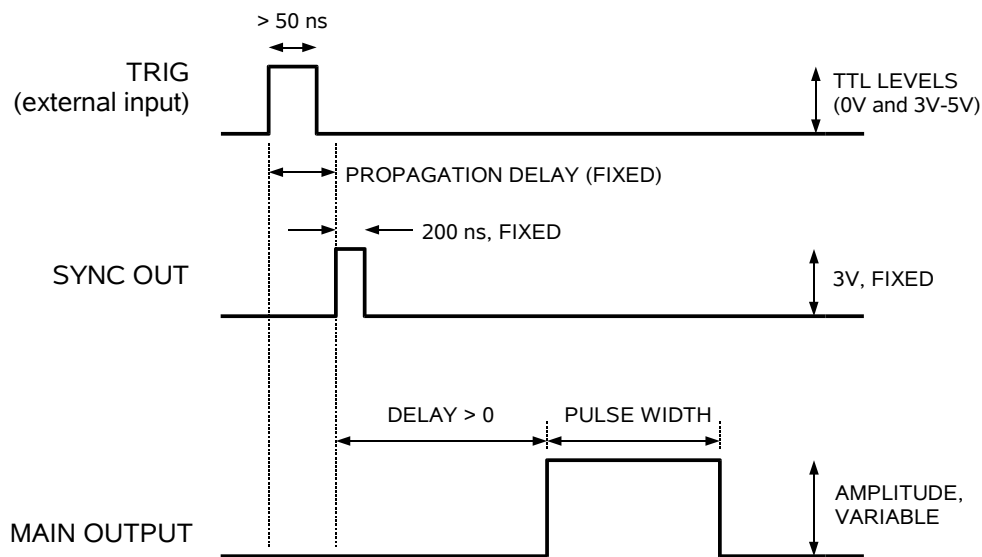 > 50 ns
TRIG
(external input)
TTL LEVELS
(0V and 3V-5V)
PROPAGATION DELAY (FIXED)
200 ns, FIXED
SYNC OUT
3V, FIXED
DELAY > 0
PULSE WIDTH
AMPLITUDE,
VARIABLE
MAIN OUTPUT